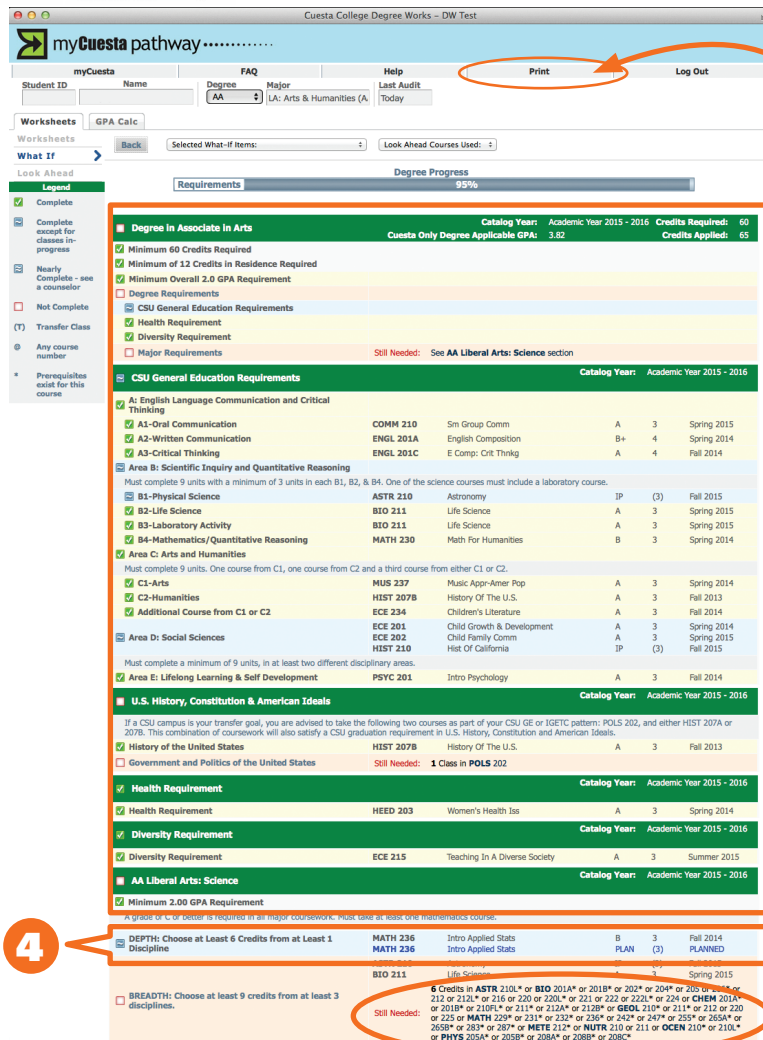 Cuesta College Degree Works – DW Test
myCuesta pathway
myCuesta FAQ Help Print Log Out
Student ID Name Degree Major Last Audit
AA LA: Arts & Humanities (A. Today
Worksheets GPA Calc
Worksheets
What If
Look Ahead
Back Selected What-If Items: Look Ahead Courses Used:
Degree Progress
Requirements 95%
Legend
Complete
Complete except for classes in-progress
Nearly Complete - see a counselor
Not Complete
(T) Transfer Class
@ Any course number
* Prerequisites exist for this course
Degree in Associate in Arts Catalog Year: Academic Year 2015 - 2016 Credits Required: 60
Cuesta Only Degree Applicable GPA: 3.82 Credits Applied: 65
Minimum 60 Credits Required
Minimum of 12 Credits in Residence Required
Minimum Overall 2.0 GPA Requirement
Degree Requirements
CSU General Education Requirements
Health Requirement
Diversity Requirement
Major Requirements Still Needed: See AA Liberal Arts: Science section
CSU General Education Requirements Catalog Year: Academic Year 2015 - 2016
A: English Language Communication and Critical
Thinking
A1-Oral Communication COMM 210 Sm Group Comm A 3 Spring 2015
A2-Written Communication ENGL 201A English Composition B+ 4 Spring 2014
A3-Critical Thinking ENGL 201C E Comp: Crit Thnkg A 4 Fall 2014
Area B: Scientific Inquiry and Quantitative Reasoning
Must complete 9 units with a minimum of 3 units in each B1, B2, & B4. One of the science courses must include a laboratory course.
B1-Physical Science ASTR 210 Astronomy IP (3) Fall 2015
B2-Life Science BIO 211 Life Science A 3 Spring 2015
B3-Laboratory Activity BIO 211 Life Science A 3 Spring 2015
B4-Mathematics/Quantitative Reasoning MATH 230 Math For Humanities B 3 Spring 2014
Area C: Arts and Humanities
Must complete 9 units. One course from C1, one course from C2 and a third course from either C1 or C2.
C1-Arts MUS 237 Music Appr-Amer Pop A 3 Spring 2014
C2-Humanities HIST 207B History Of The U.S. A 3 Fall 2013
Additional Course from C1 or C2 ECE 234 Children's Literature A 3 Fall 2014
ECE 201 Child Growth & Development A 3 Spring 2014
Area D: Social Sciences ECE 202 Child Family Comm A 3 Spring 2015
HIST 210 Hist Of California IP (3) Fall 2015
Must complete a minimum of 9 units, in at least two different disciplinary areas.
Area E: Lifelong Learning & Self Development PSYC 201 Intro Psychology A 3 Fall 2014
U.S. History, Constitution & American Ideals Catalog Year: Academic Year 2015 - 2016
If a CSU campus is your transfer goal, you are advised to take the following two courses as part of your CSU GE or IGETC pattern: POLS 202, and either HIST 207A or
207B. This combination of coursework will also satisfy a CSU graduation requirement in U.S. History, Constitution and American Ideals.
History of the United States HIST 207B History Of The U.S. A 3 Fall 2013
Government and Politics of the United States Still Needed: 1 Class in POLS 202
Health Requirement Catalog Year: Academic Year 2015 - 2016
Health Requirement HEED 203 Women's Health Iss A 3 Spring 2014
Diversity Requirement Catalog Year: Academic Year 2015 - 2016
Diversity Requirement ECE 215 Teaching In A Diverse Society A 3 Summer 2015
AA Liberal Arts: Science Catalog Year: Academic Year 2015 - 2016
Minimum 2.00 GPA Requirement
A grade of C or better is required in all major coursework. Must take at least one mathematics course.
4
DEPTH: Choose at Least 6 Credits from at Least 1 MATH 236 Intro Applied Stats B 3 Fall 2014
Discipline MATH 236 Intro Applied Stats PLAN (3) PLANNED
BIO 211 Life Science 3 Spring 2015
BREADTH: Choose at least 9 credits from at least 3
disciplines.
Still Needed: 6 Credits in ASTR 210L* or BIO 201A* or 201B* or 202* or 204* or 205 or
212 or 212L* or 216 or 220 or 220L* or 221 or 222 or 222L* or 224 or CHEM 201A*
or 201B* or 210FL* or 211* or 212A* or 212B* or GEOL 210* or 211* or 212 or 220
or 225 or MATH 229* or 231* or 232* or 236* or 242* or 247* or 255* or 265A* or
265B* or 283* or 287* or METE 212* or NUTR 210 or 211 or OCEN 210* or 210L*
or PHYS 205A* or 205B* or 208A* or 208B* or 208C*